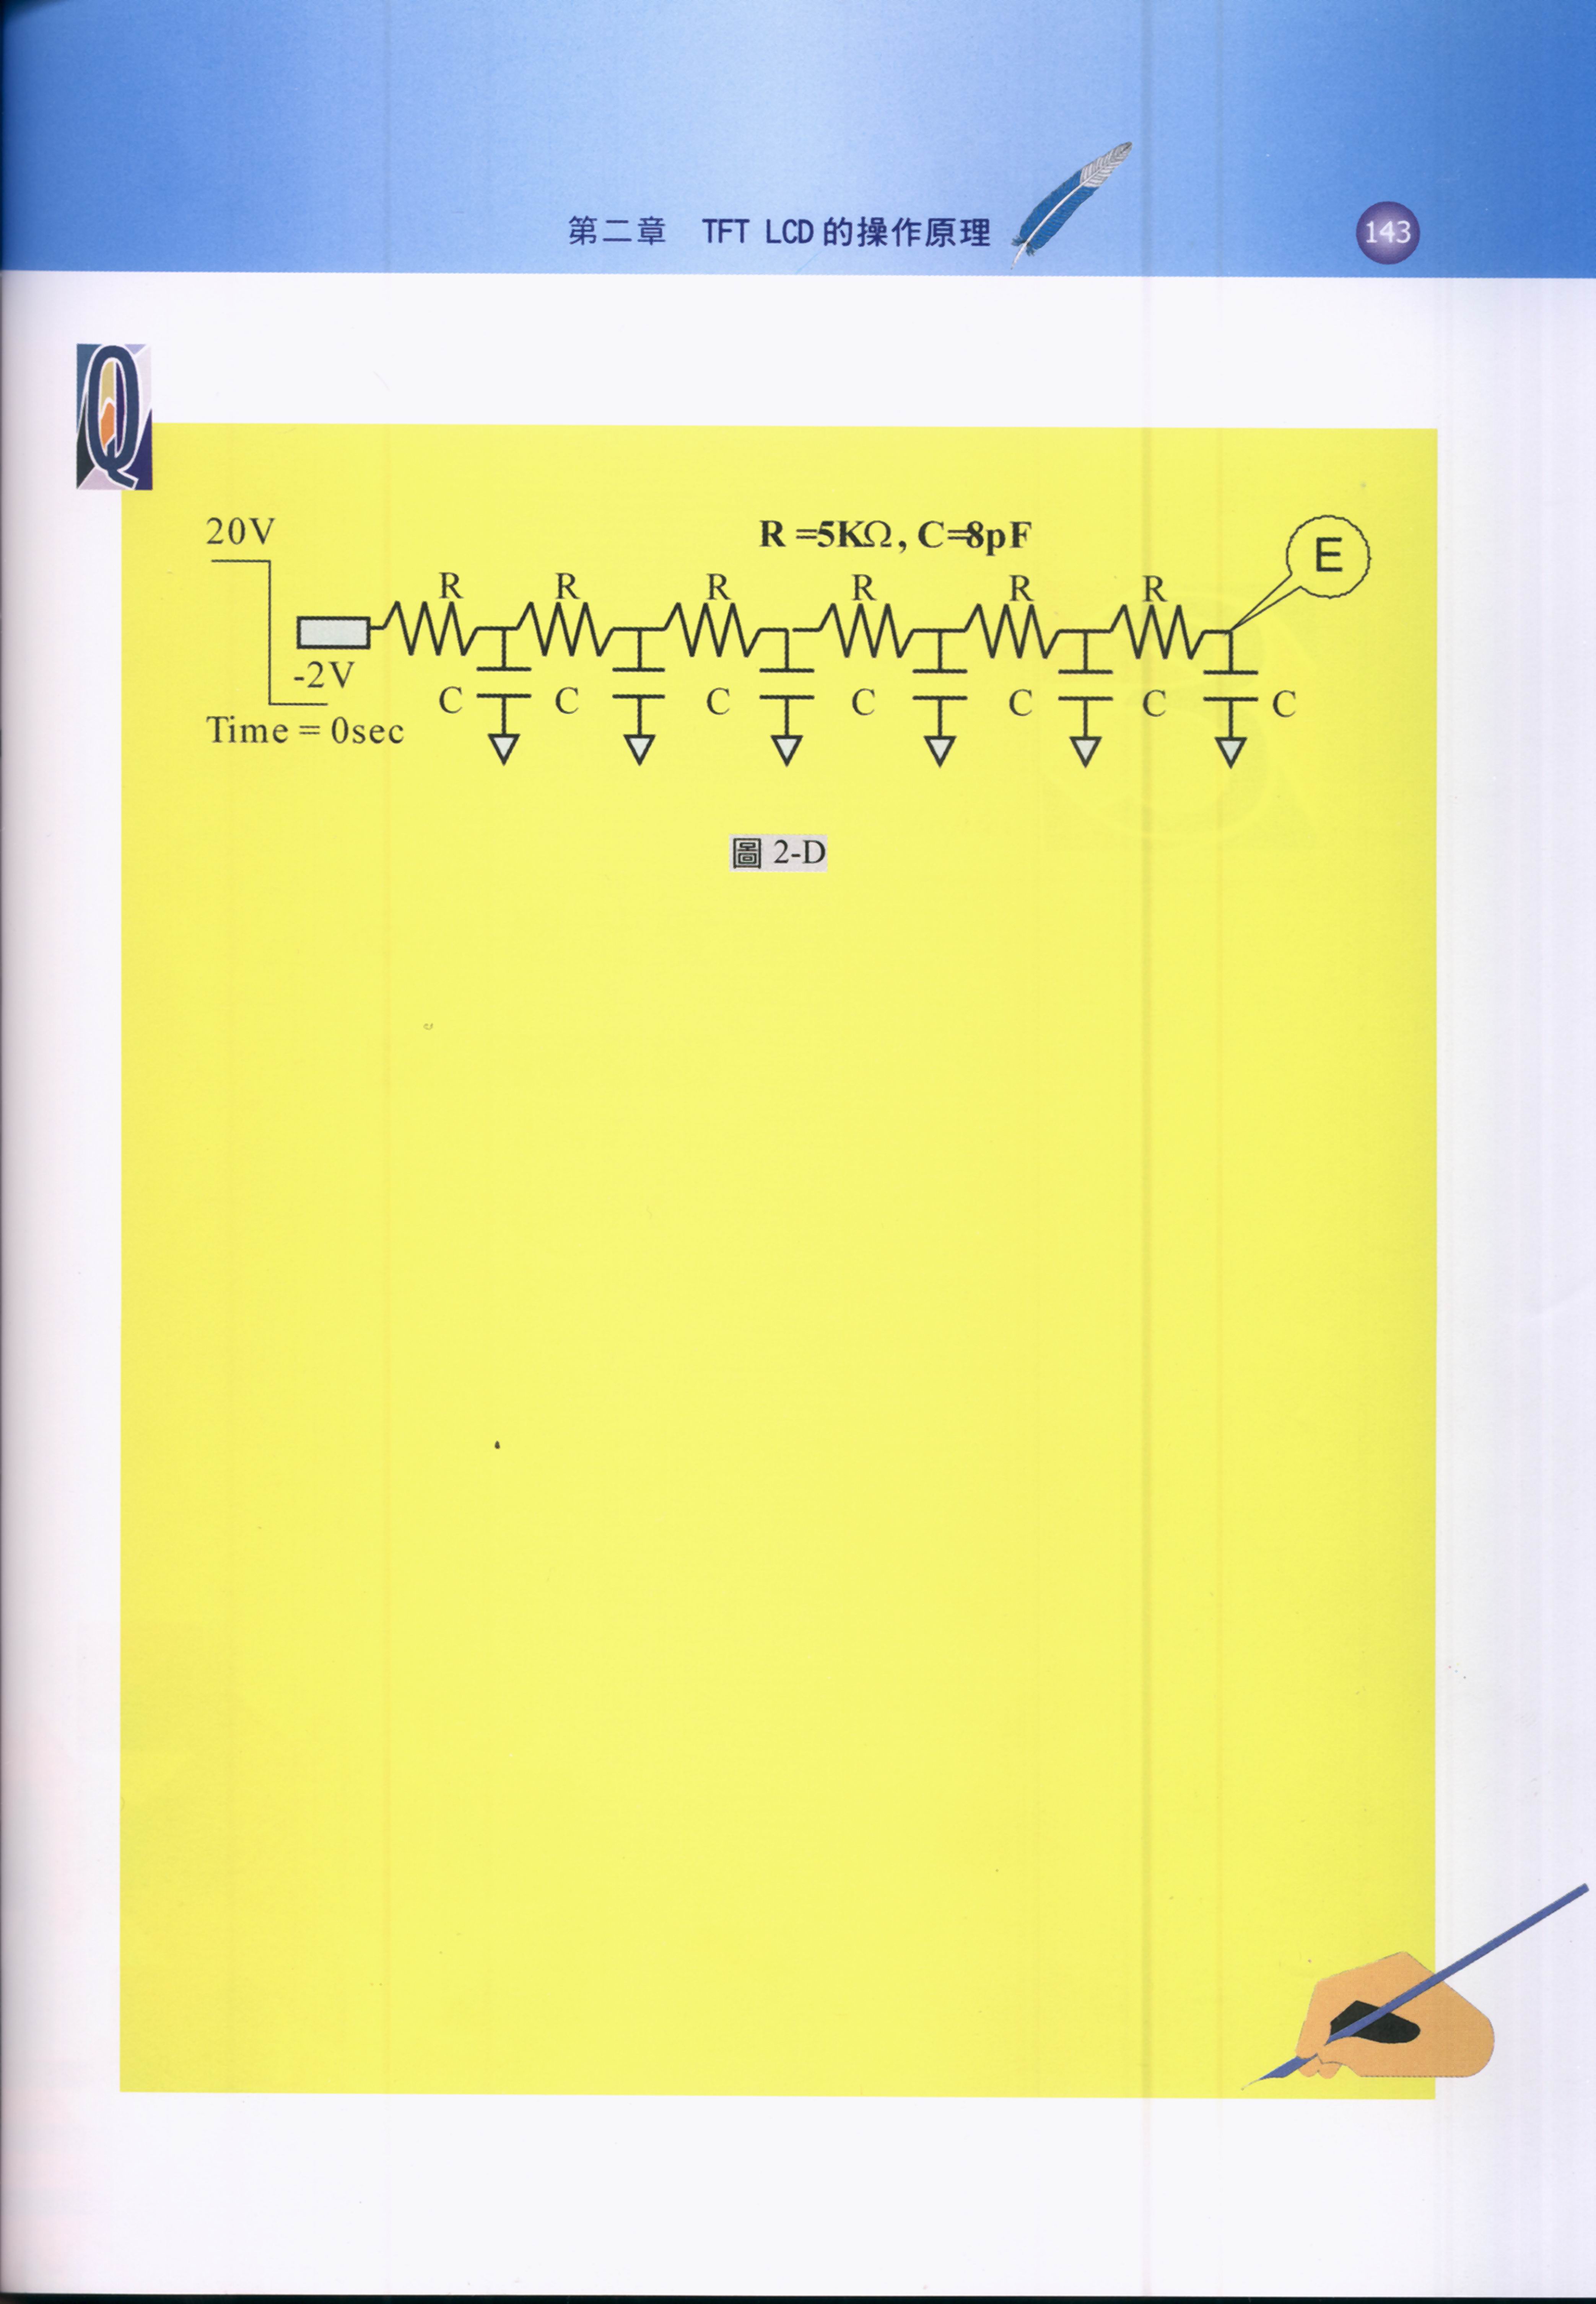 第二章 TFT LCD的操作原理
143
Q
20V
R =5KΩ, C=8pF
E
R R R R R R
-2V
C C C C C C C
Time = 0sec
圖 2-D